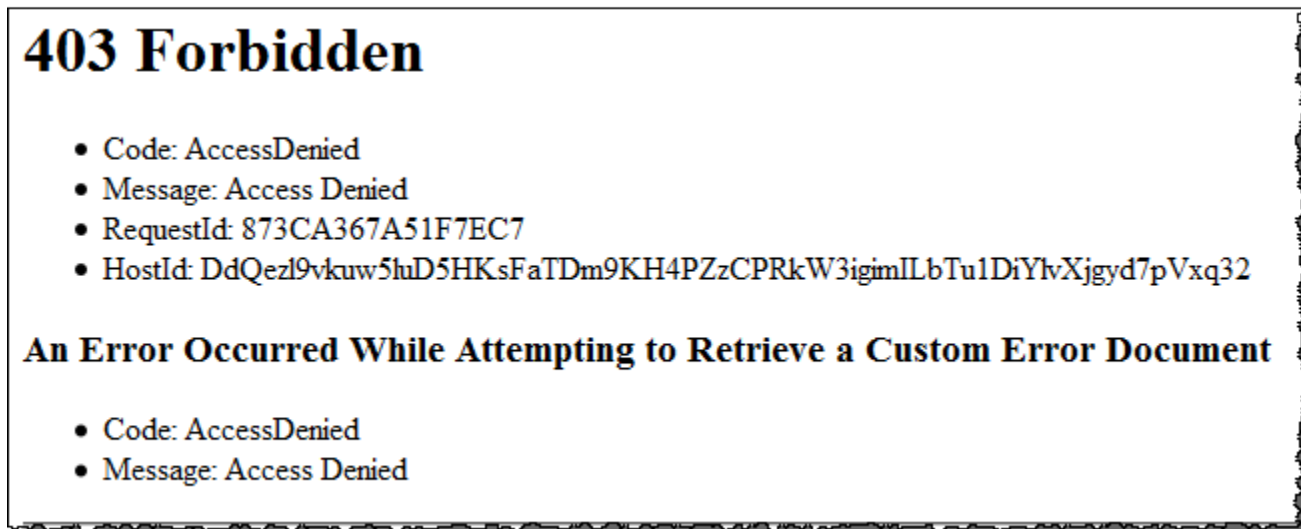 403 Forbidden
• Code: AccessDenied
• Message: Access Denied
• RequestId: 873CA367A51F7EC7
• HostId: DdQezl9vkuw5luD5HKsFaTDm9KH4PZzCPRkW3igimILbTu1DiYlvXjgyd7pVxq32
An Error Occurred While Attempting to Retrieve a Custom Error Document
• Code: AccessDenied
• Message: Access Denied